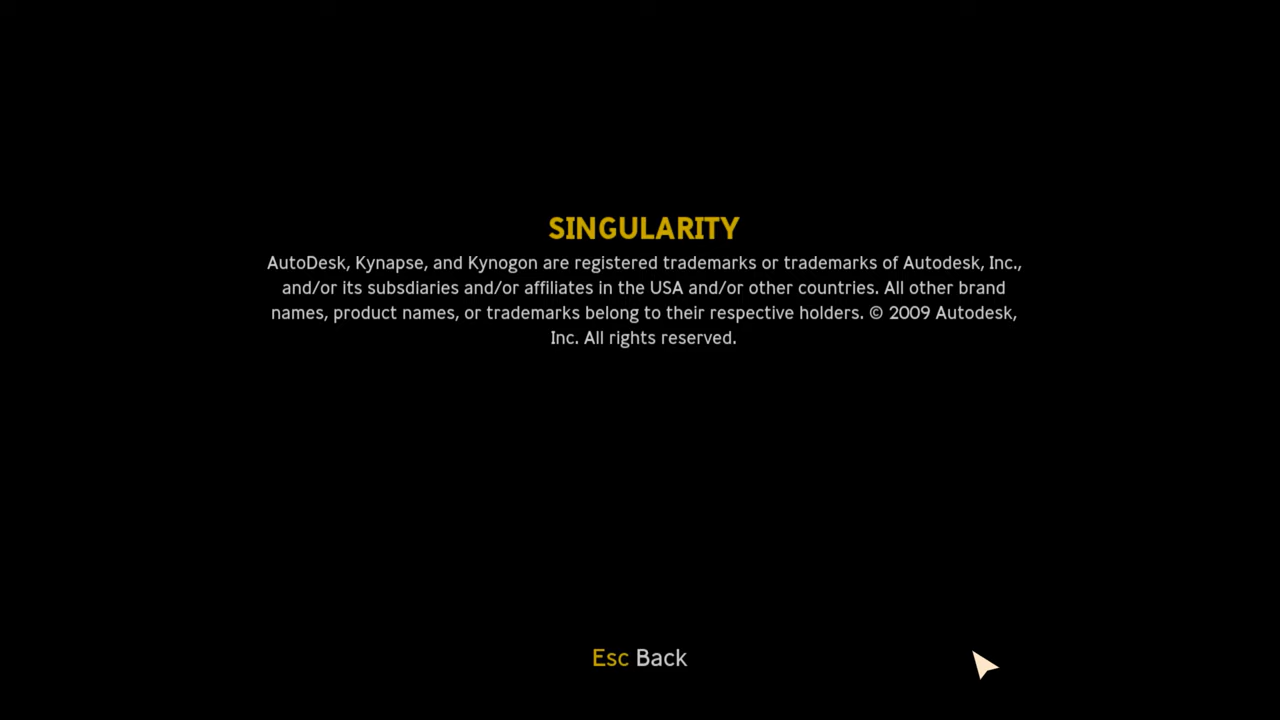 SINGULARITY
AutoDesk, Kynapse, and Kynogon are registered trademarks or trademarks of Autodesk, Inc.,
and/or its subsdiaries and/or affiliates in the USA and/or other countries. All other brand
names, product names, or trademarks belong to their respective holders. © 2009 Autodesk,
Inc. All rights reserved.
Esc Back